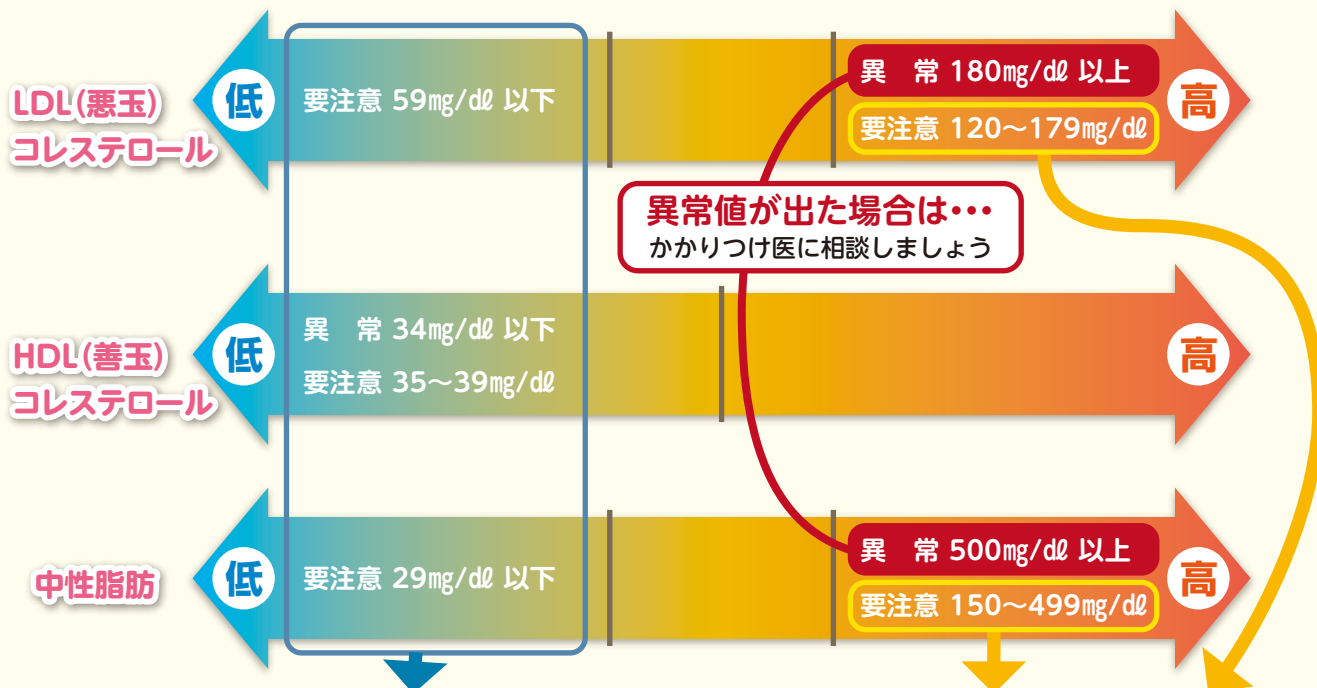 LDL(悪玉)
コレステロール
低
要注意 59㎎/㎗ 以下
異　常 180㎎/㎗ 以上
要注意 120～179㎎/㎗
高
異常値が出た場合は…
かかりつけ医に相談しましょう
HDL(善玉)
コレステロール
低
異　常 34㎎/㎗ 以下
要注意 35～39㎎/㎗
高
中性脂肪
低
要注意 29㎎/㎗ 以下
異　常 500㎎/㎗ 以上
要注意 150～499㎎/㎗
高